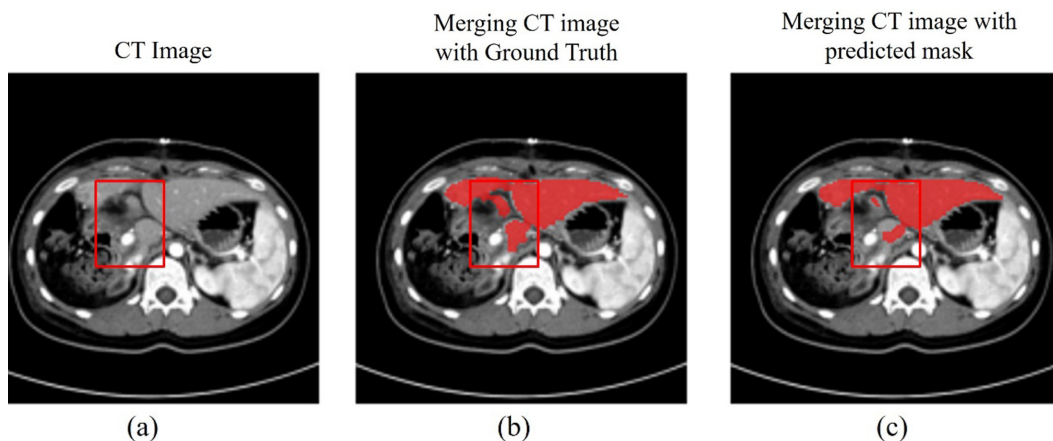 CT Image
Merging CT image
with Ground Truth
Merging CT image with
predicted mask
(a)
(b)
(c)